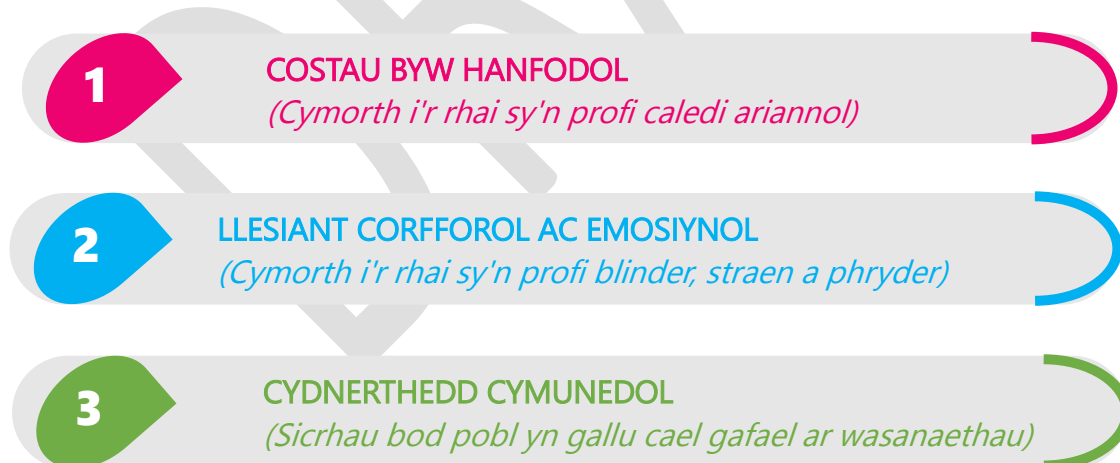 1
COSTAU BYW HANFODOL
(Cymorth i'r rhai sy'n profi caledi ariannol)
2
LLESIANT CORFFOROL AC EMOSIYNOL
(Cymorth i'r rhai sy'n profi blinder, straen a phryder)
3
CYDNERTHEDD CYMUNEDOL
(Sicrhau bod pobl yn gallu cael gafael ar wasanaethau)